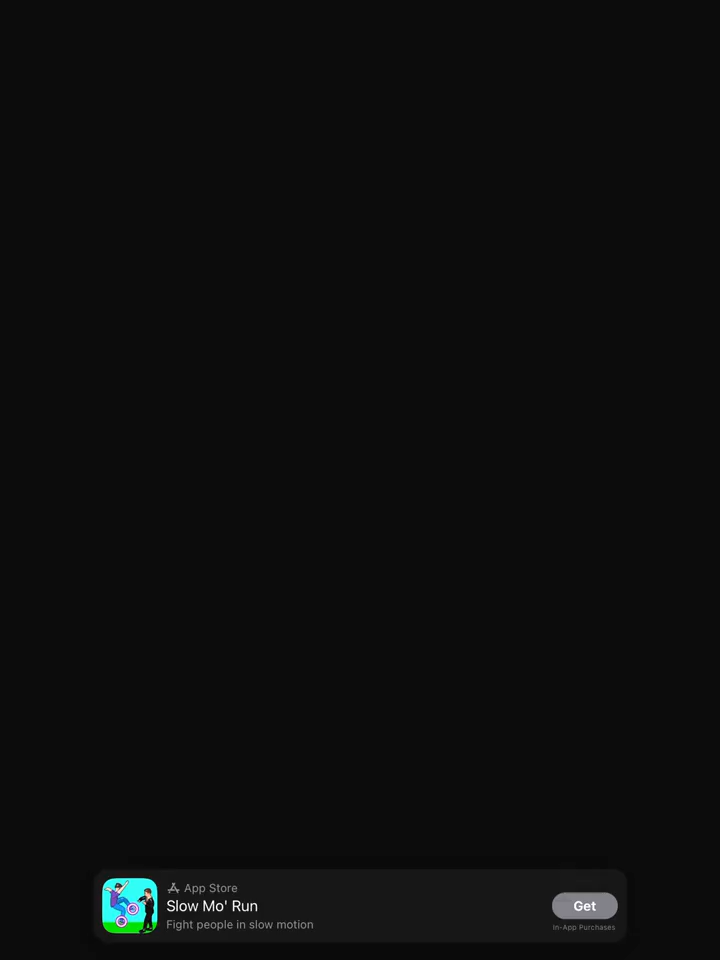 App Store
Slow Mo' Run
Fight people in slow motion
Get
In-App Purchases